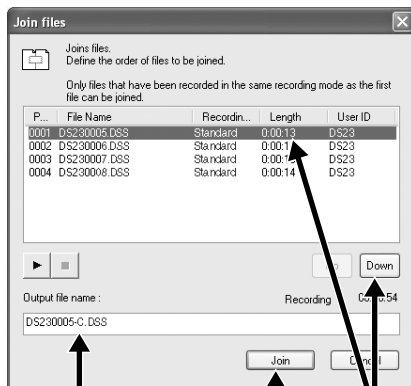 Join files
Joins files.
Define the order of files to be joined.
Only files that have been recorded in the same recording mode as the first
file can be joined.
P... File Name Recordin... Length User ID
0001 DS230005.DSS Standard 0:00:13 DS23
0002 DS230006.DSS Standard DS23
0003 DS230007.DSS Standard DS23
0004 DS230008.DSS Standard 0:00:14 DS23
Down
Output file name : Recording
DS230005-C.DSS
Join